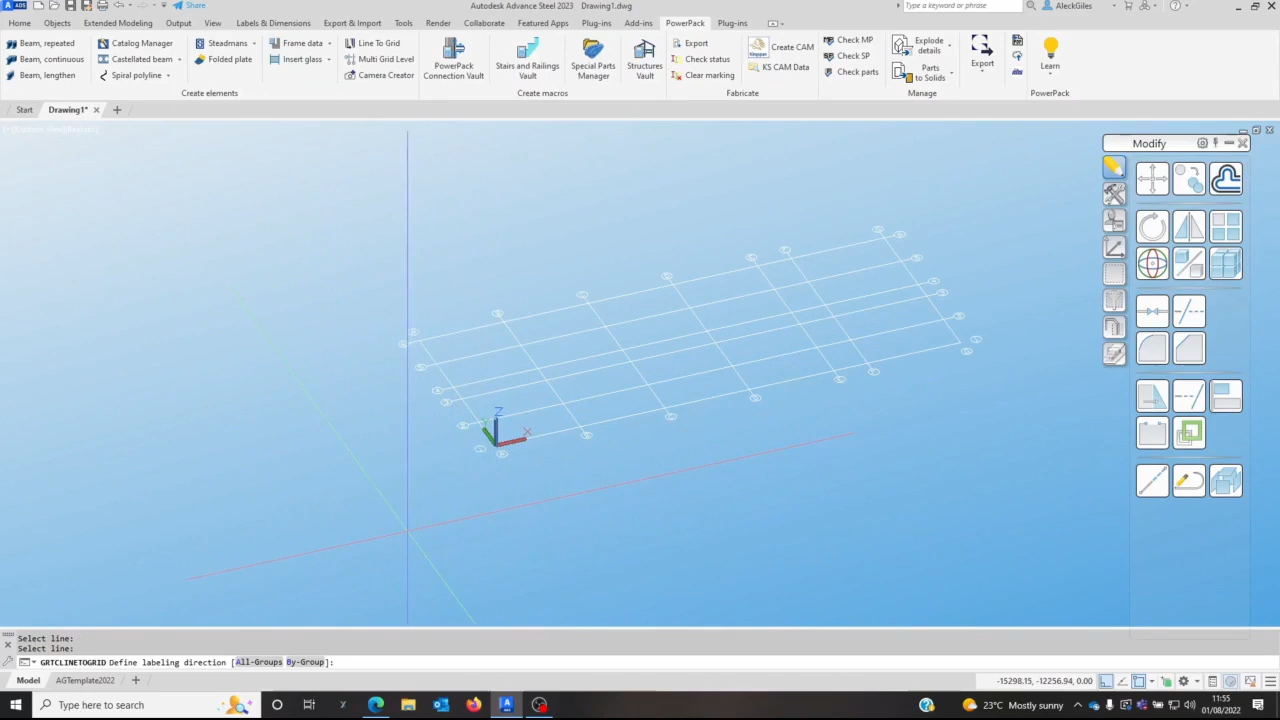 ADS
Share
Autodesk Advance Steel 2023 Drawing1.dwg
Type a keyword or phrase
AleckGiles
Home
Objects
Extended Modeling
Output
View
Labels & Dimensions
Export & Import
Tools
Render
Collaborate
Featured Apps
Plug-ins
Add-ins
PowerPack
Plug-ins
Beam, repeated
Beam, continuous
Beam, lengthen
Catalog Manager
Castellated beam
Spiral polyline
Steadmans
Folded plate
Frame data
Insert glass
Line To Grid
Multi Grid Level
Camera Creator
Create elements
PowerPack
Connection Vault
Stairs and Railings
Vault
Special Parts
Manager
Structures
Vault
Create macros
Export
Check status
Clear marking
Create CAM
KS CAM Data
Check MP
Check SP
Check parts
Fabricate
Explode
details
Parts
to Solids
Export
Manage
Learn
PowerPack
Start
Drawing1*
Modify
Z
X
Select line:
Select line:
GRTCLINETOGRID Define labeling direction [All-Groups By-Group]:
Model
AGTemplate2022
-15298.15, -12256.94, 0.00
Type here to search
23°C Mostly sunny
11:55
01/08/2022